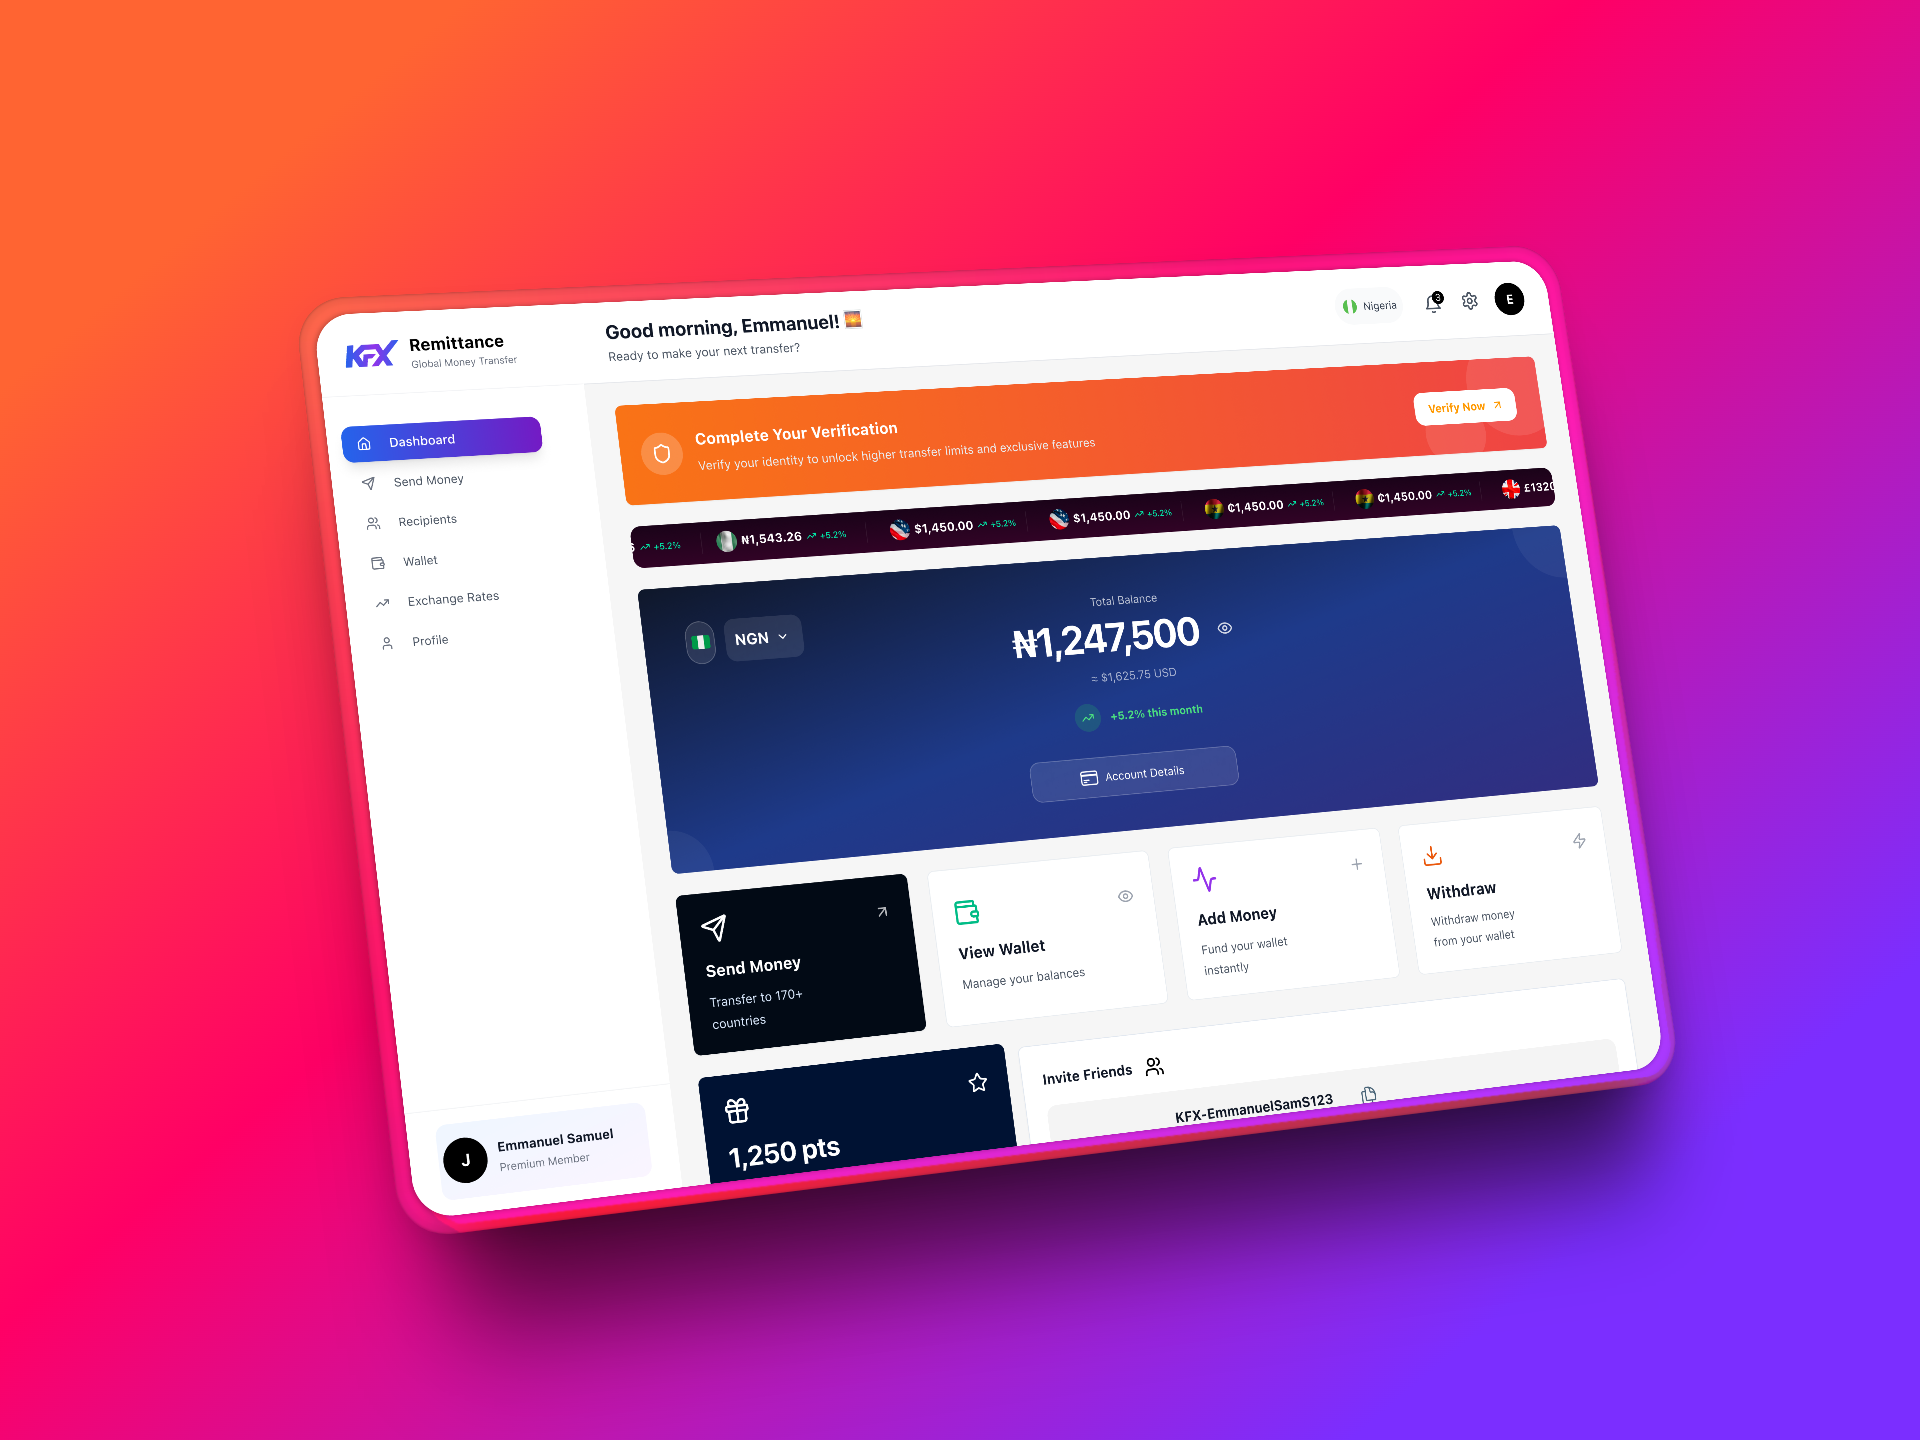 KFX
Remittance
Global Money Transfer
Good morning, Emmanuel!
Ready to make your next transfer?
Nigeria
3
E
Dashboard
Send Money
Recipients
Wallet
Exchange Rates
Profile
Complete Your Verification
Verify your identity to unlock higher transfer limits and exclusive features
Verify Now
+5.2% ₦1,543.26 +5.2% $1,450.00 +5.2% $1,450.00 +5.2% ₵1,450.00 +5.2% ₵1,450.00 +5.2% £1320
NGN
Total Balance
₦1,247,500
≈ $1,625.75 USD
+5.2% this month
Account Details
Send Money
Transfer to 170+
countries
View Wallet
Manage your balances
Add Money
Fund your wallet
instantly
Withdraw
Withdraw money
from your wallet
1,250 pts
Invite Friends
KFX-EmmanuelSamS123
J
Emmanuel Samuel
Premium Member